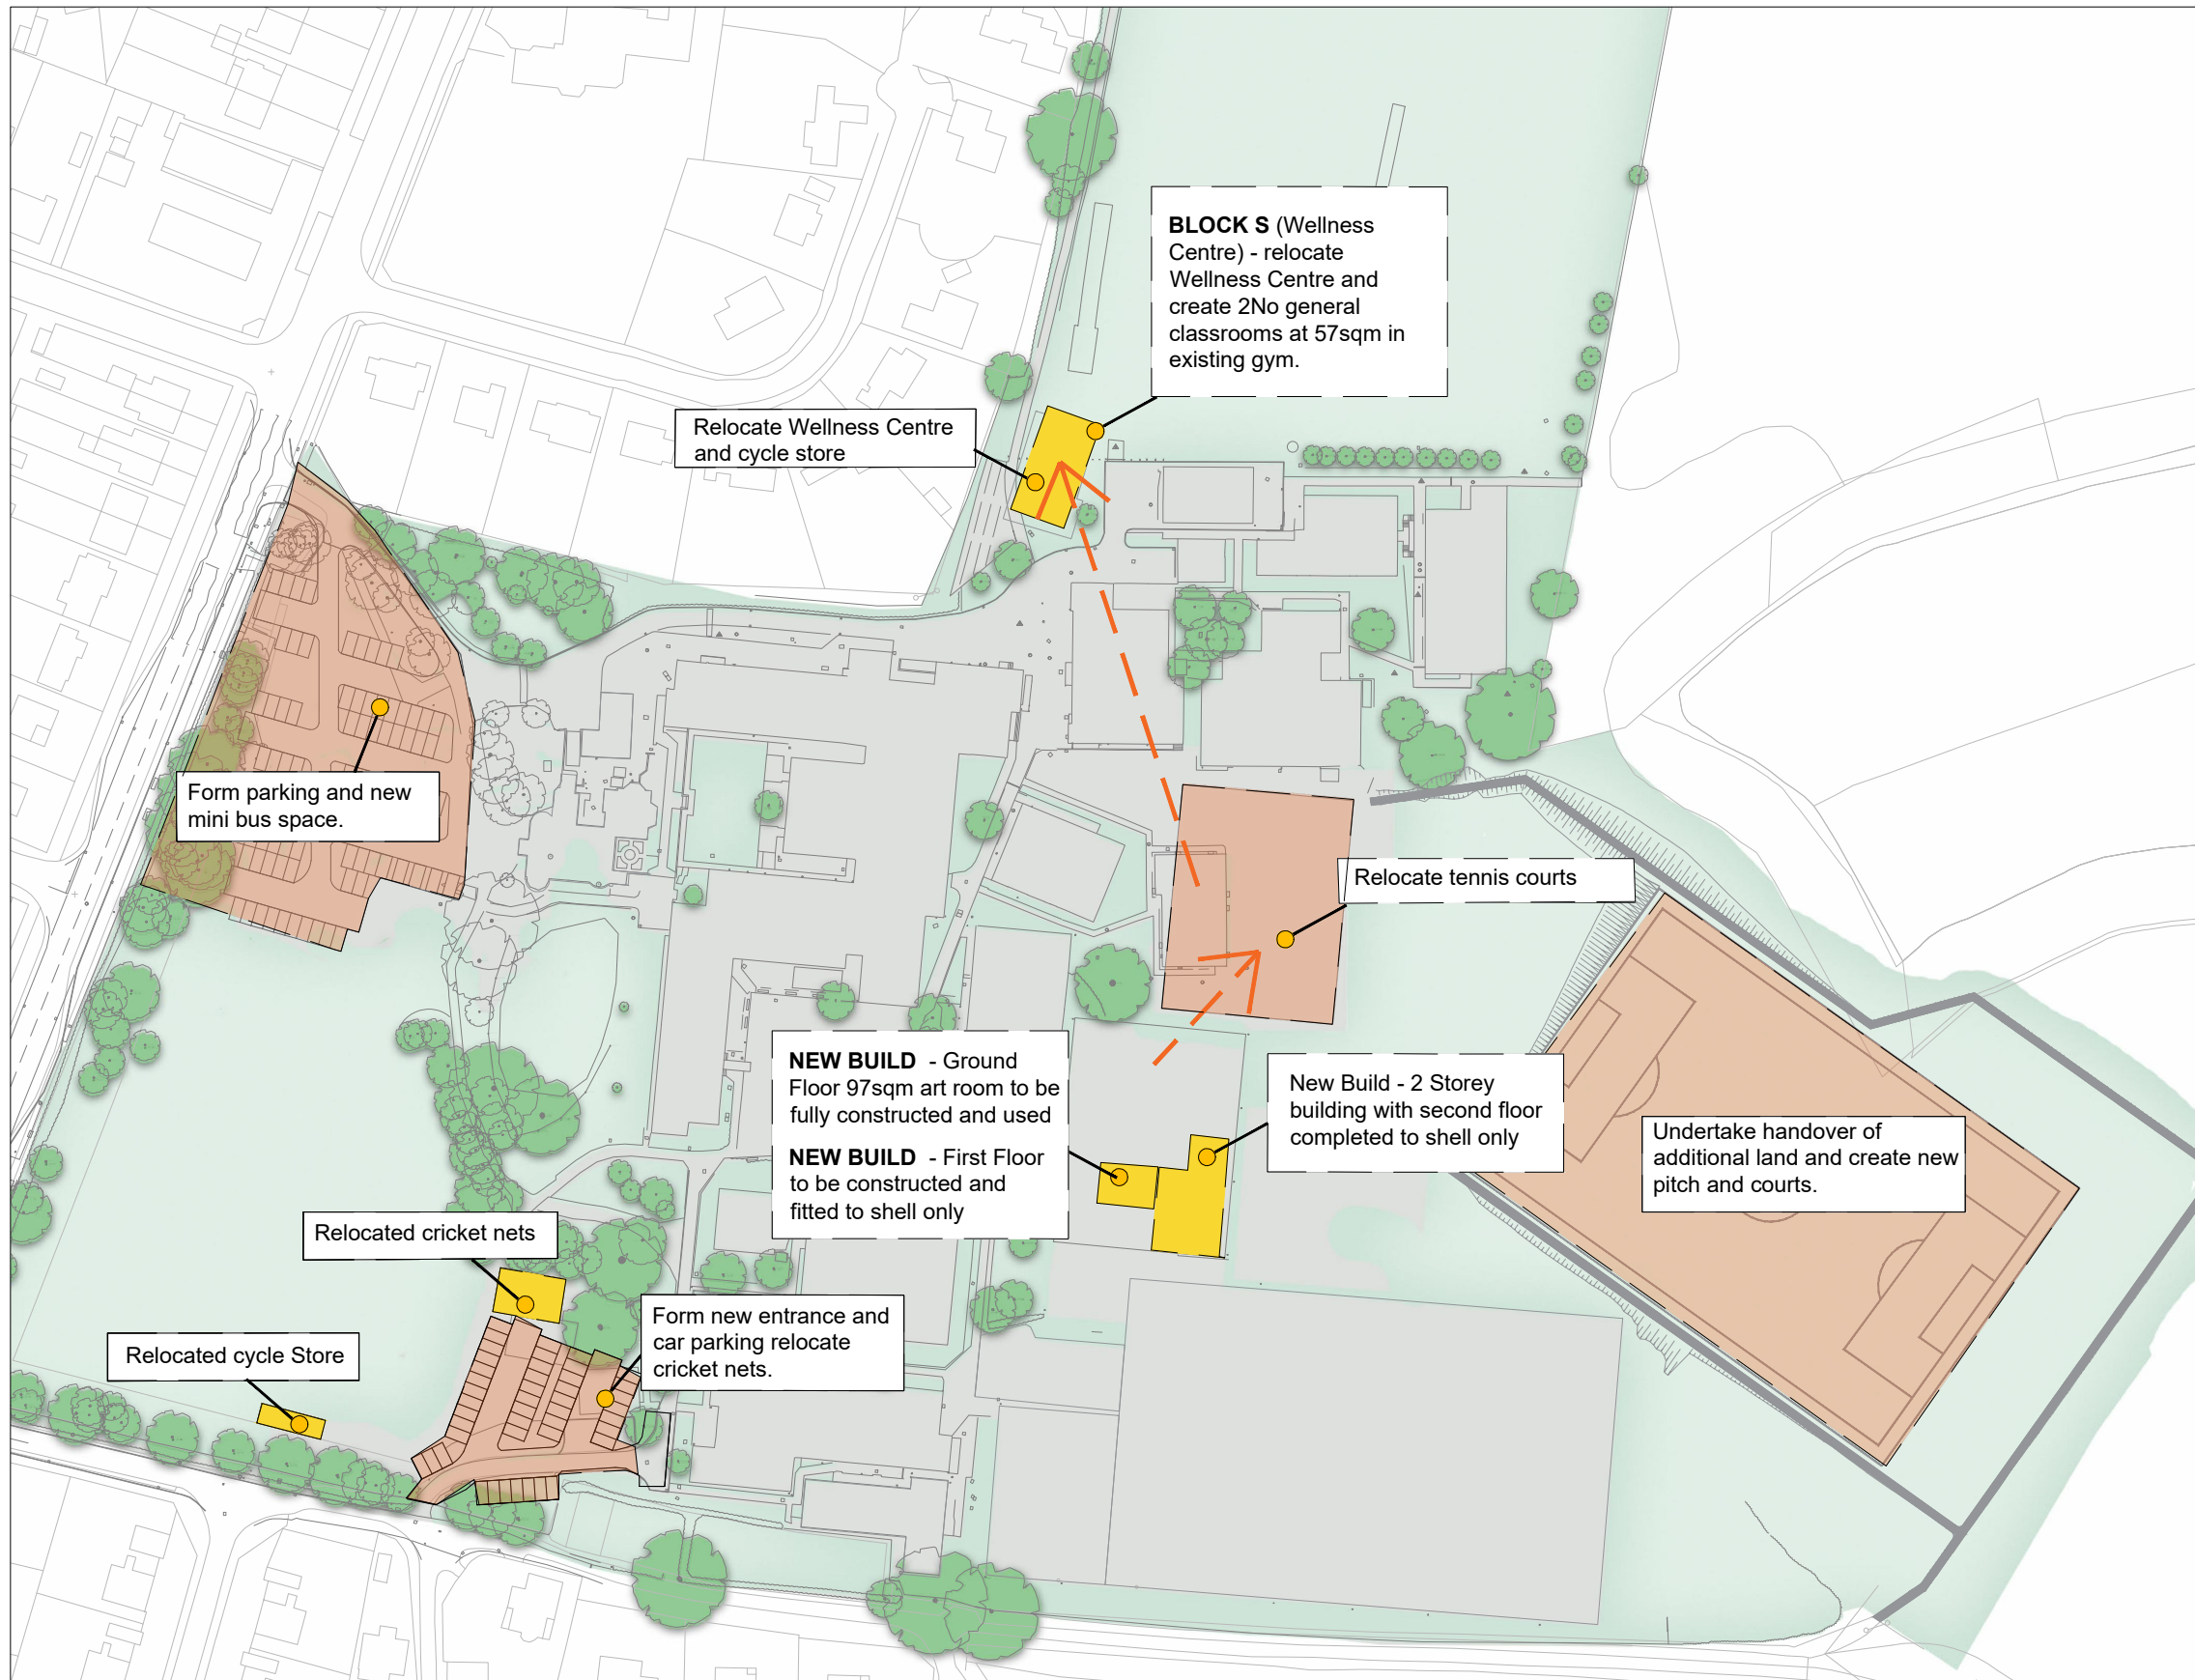 BLOCK S (Wellness
Centre) - relocate
Wellness Centre and
create 2No general
classrooms at 57sqm in
existing gym.
Relocate Wellness Centre
and cycle store
Form parking and new
mini bus space.
Relocate tennis courts
NEW BUILD - Ground
Floor 97sqm art room to be
fully constructed and used
NEW BUILD - First Floor
to be constructed and
fitted to shell only
New Build - 2 Storey
building with second floor
completed to shell only
Undertake handover of
additional land and create new
pitch and courts.
Relocated cricket nets
Form new entrance and
car parking relocate
cricket nets.
Relocated cycle Store